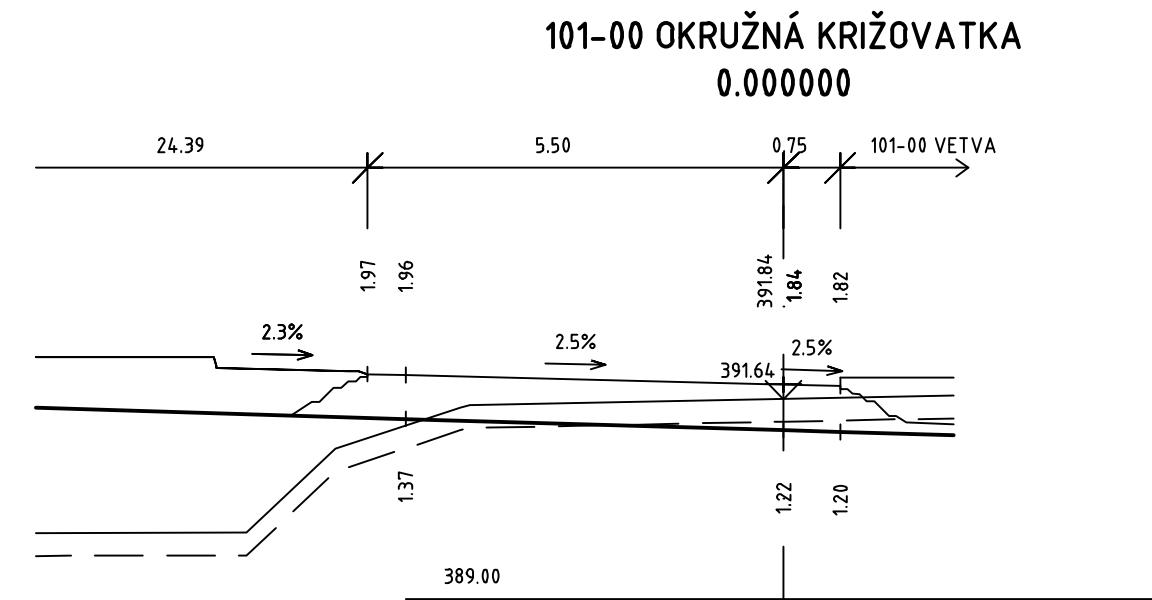 101-00 OKRUŽNÁ KRIŽOVATKA
0.000000
24.39 5.50 0.75 101-00 VETVA
1.97 1.96 391.84 1.84 1.82
2.3% 2.5% 2.5%
391.64
1.37 1.22 1.20
389.00